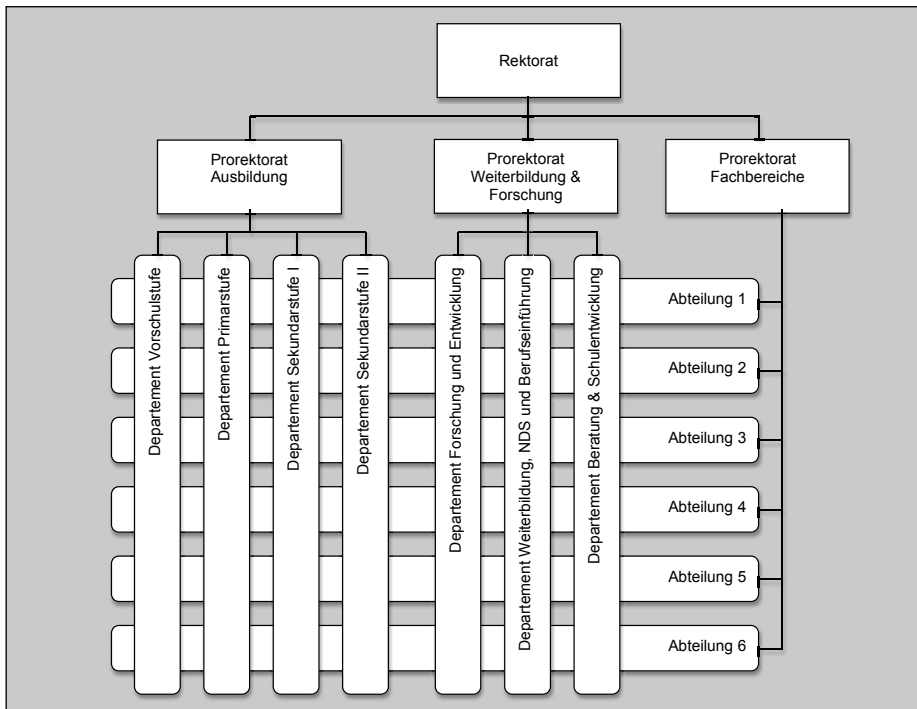 Rektorat
Prorektorat
Ausbildung
Prorektorat
Weiterbildung &
Forschung
Prorektorat
Fachbereiche
Departement Vorschulstufe
Departement Primarstufe
Departement Sekundarstufe I
Departement Sekundarstufe II
Departement Forschung und Entwicklung
Departement Weiterbildung, NDS und Berufseinführung
Departement Beratung & Schulentwicklung
Abteilung 1
Abteilung 2
Abteilung 3
Abteilung 4
Abteilung 5
Abteilung 6